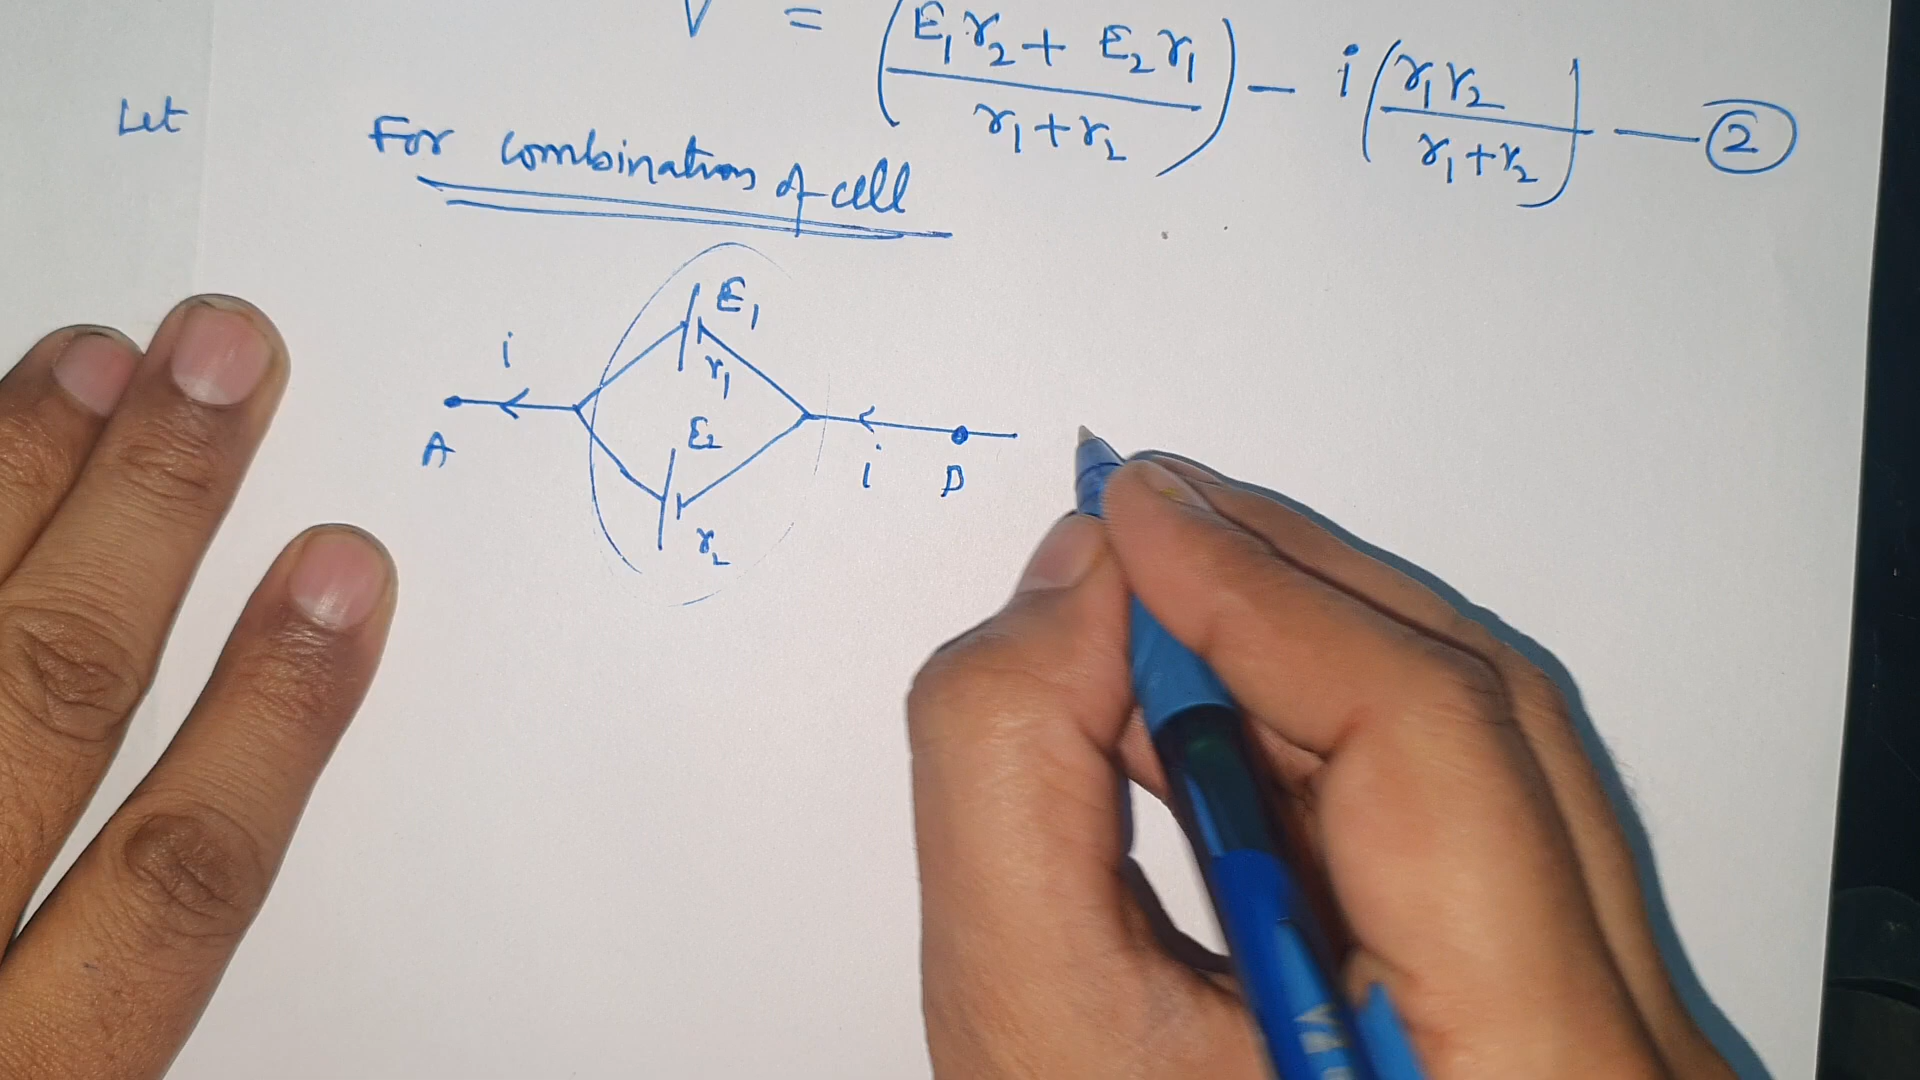 V = (E₁r₂ + E₂r₁ / r₁+r₂) - i (r₁r₂ / r₁+r₂) — ②
Let
For combination of cell
E₁
i
r₁
E₂
A
i
B
r₂